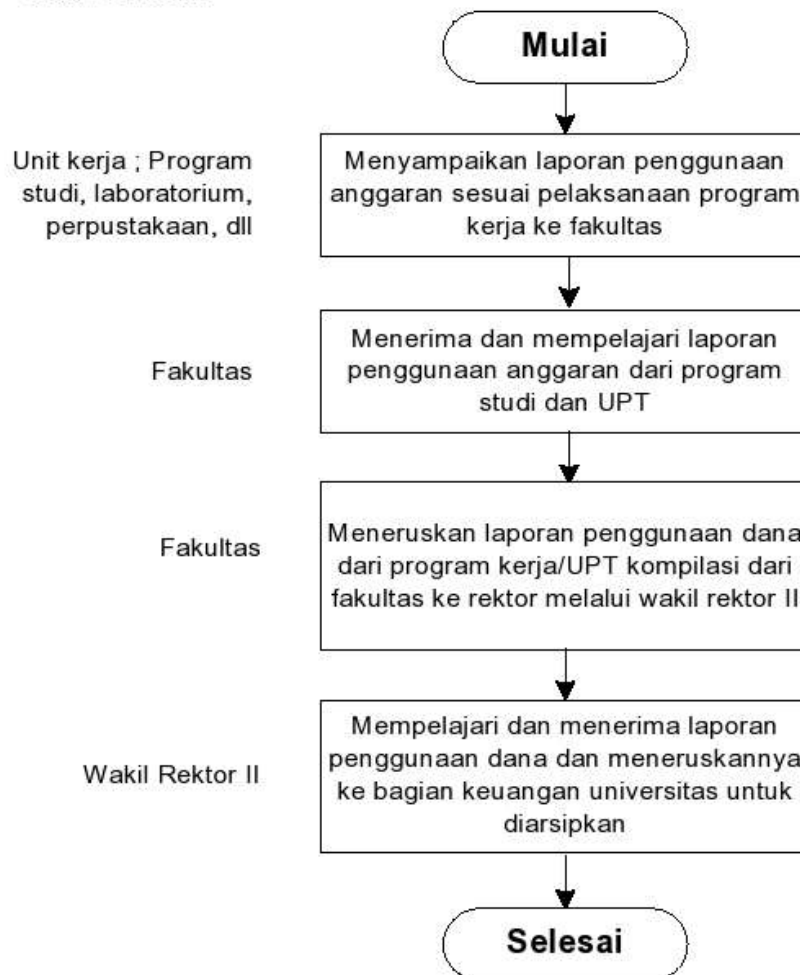 Mulai
Unit kerja ; Program
studi, laboratorium,
perpustakaan, dll
Menyampaikan laporan penggunaan
anggaran sesuai pelaksanaan program
kerja ke fakultas
Fakultas
Menerima dan mempelajari laporan
penggunaan anggaran dari program
studi dan UPT
Fakultas
Meneruskan laporan penggunaan dana
dari program kerja/UPT kompilasi dari
fakultas ke rektor melalui wakil rektor II
Wakil Rektor II
Mempelajari dan menerima laporan
penggunaan dana dan meneruskannya
ke bagian keuangan universitas untuk
diarsipkan
Selesai